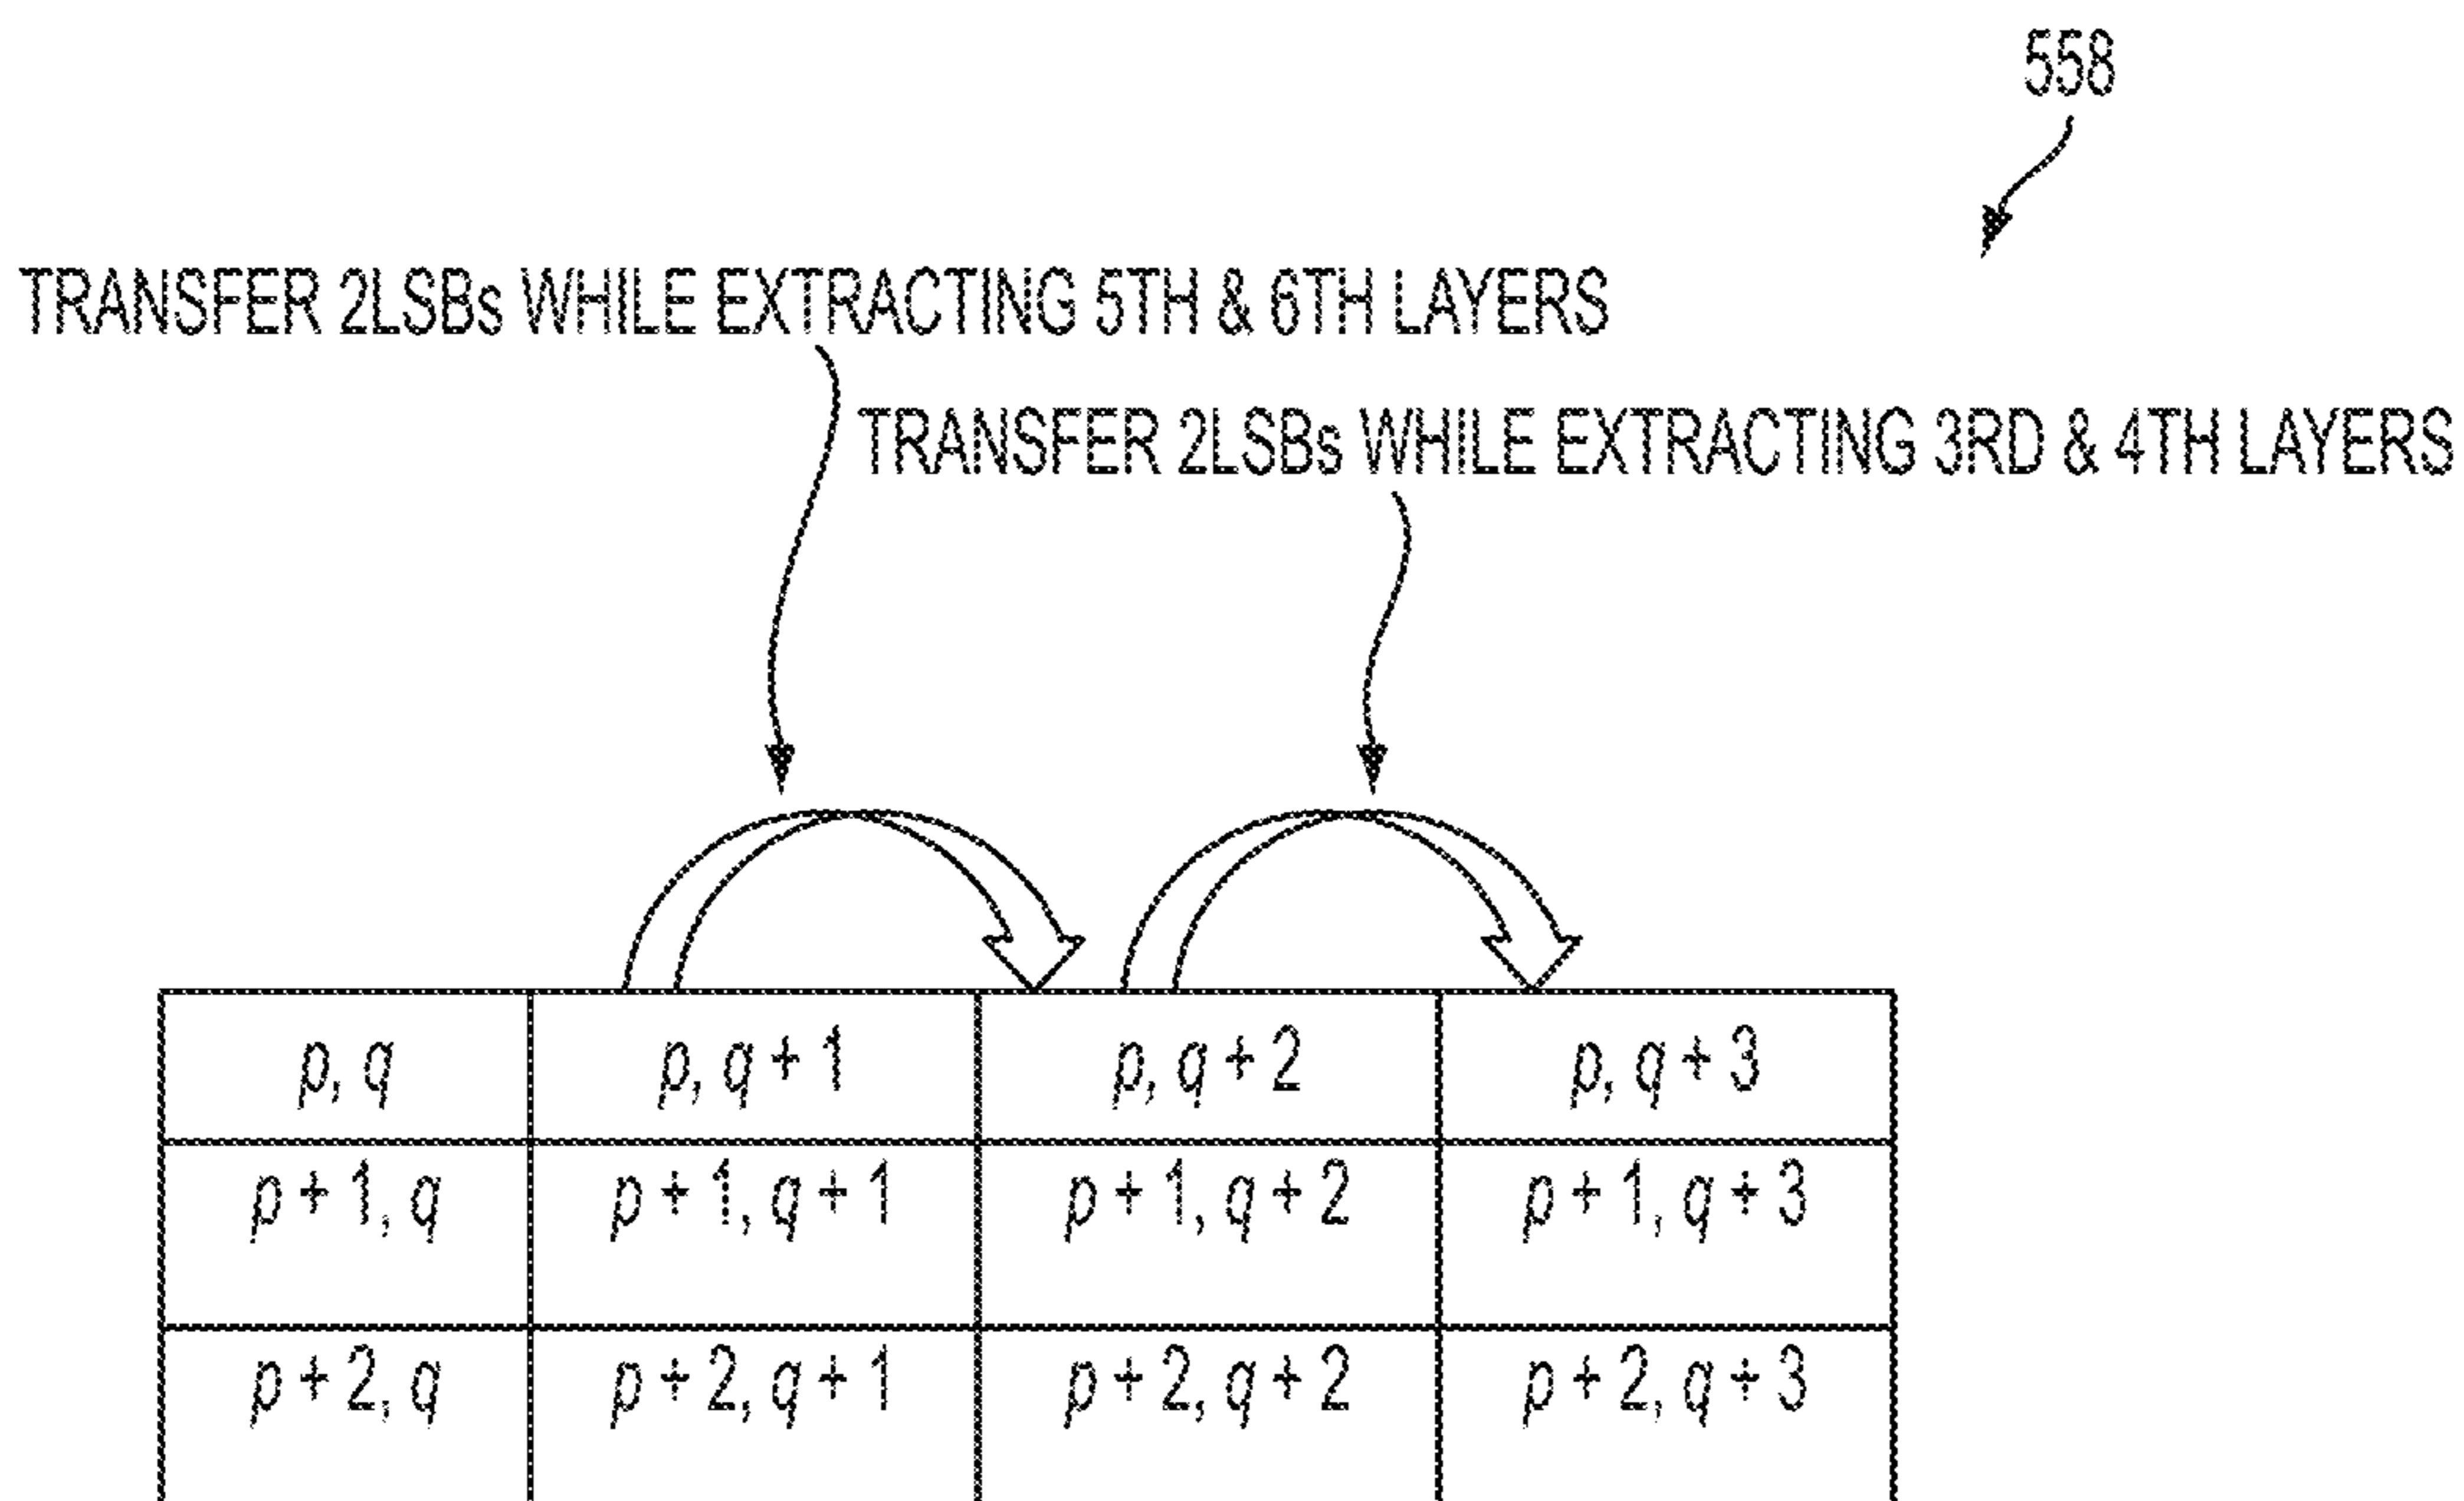 558
TRANSFER 2LSBs WHILE EXTRACTING 5TH & 6TH LAYERS
TRANSFER 2LSBs WHILE EXTRACTING 3RD & 4TH LAYERS
p, q p, q + 1 p, q + 2 p, q + 3
p + 1, q p + 1, q + 1 p + 1, q + 2 p + 1, q + 3
p + 2, q p + 2, q + 1 p + 2, q + 2 p + 2, q + 3